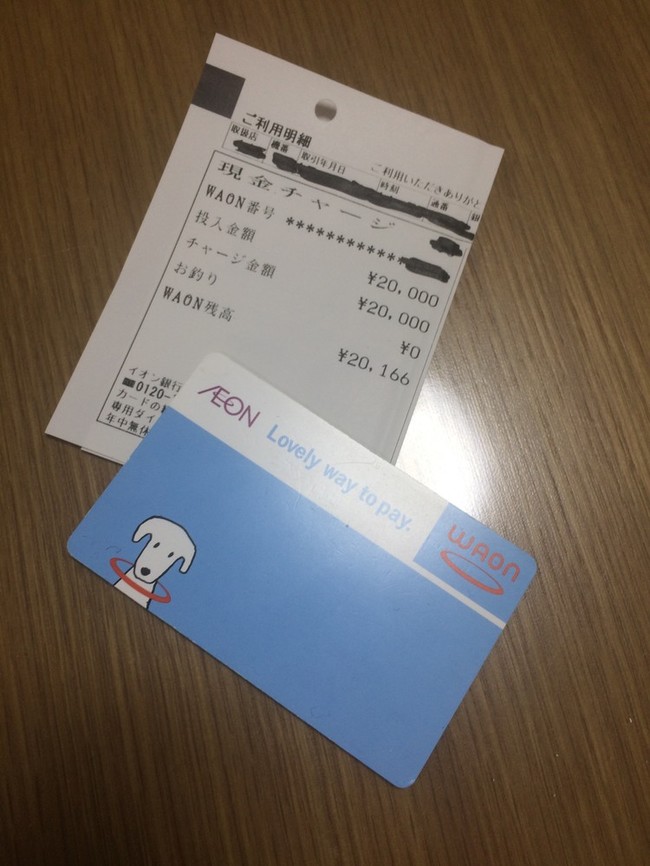 ご利用明細
ご利用いただきありがと
取扱店 機番 取引年月日 時刻 通番
現金チャージ
WAON番号 ************
投入金額 ¥20,000
チャージ金額 ¥20,000
お釣り ¥0
WAON残高 ¥20,166
イオン銀行
0120-
カードの
専用ダイ
年中無休
ÆON Lovely way to pay.
WAON